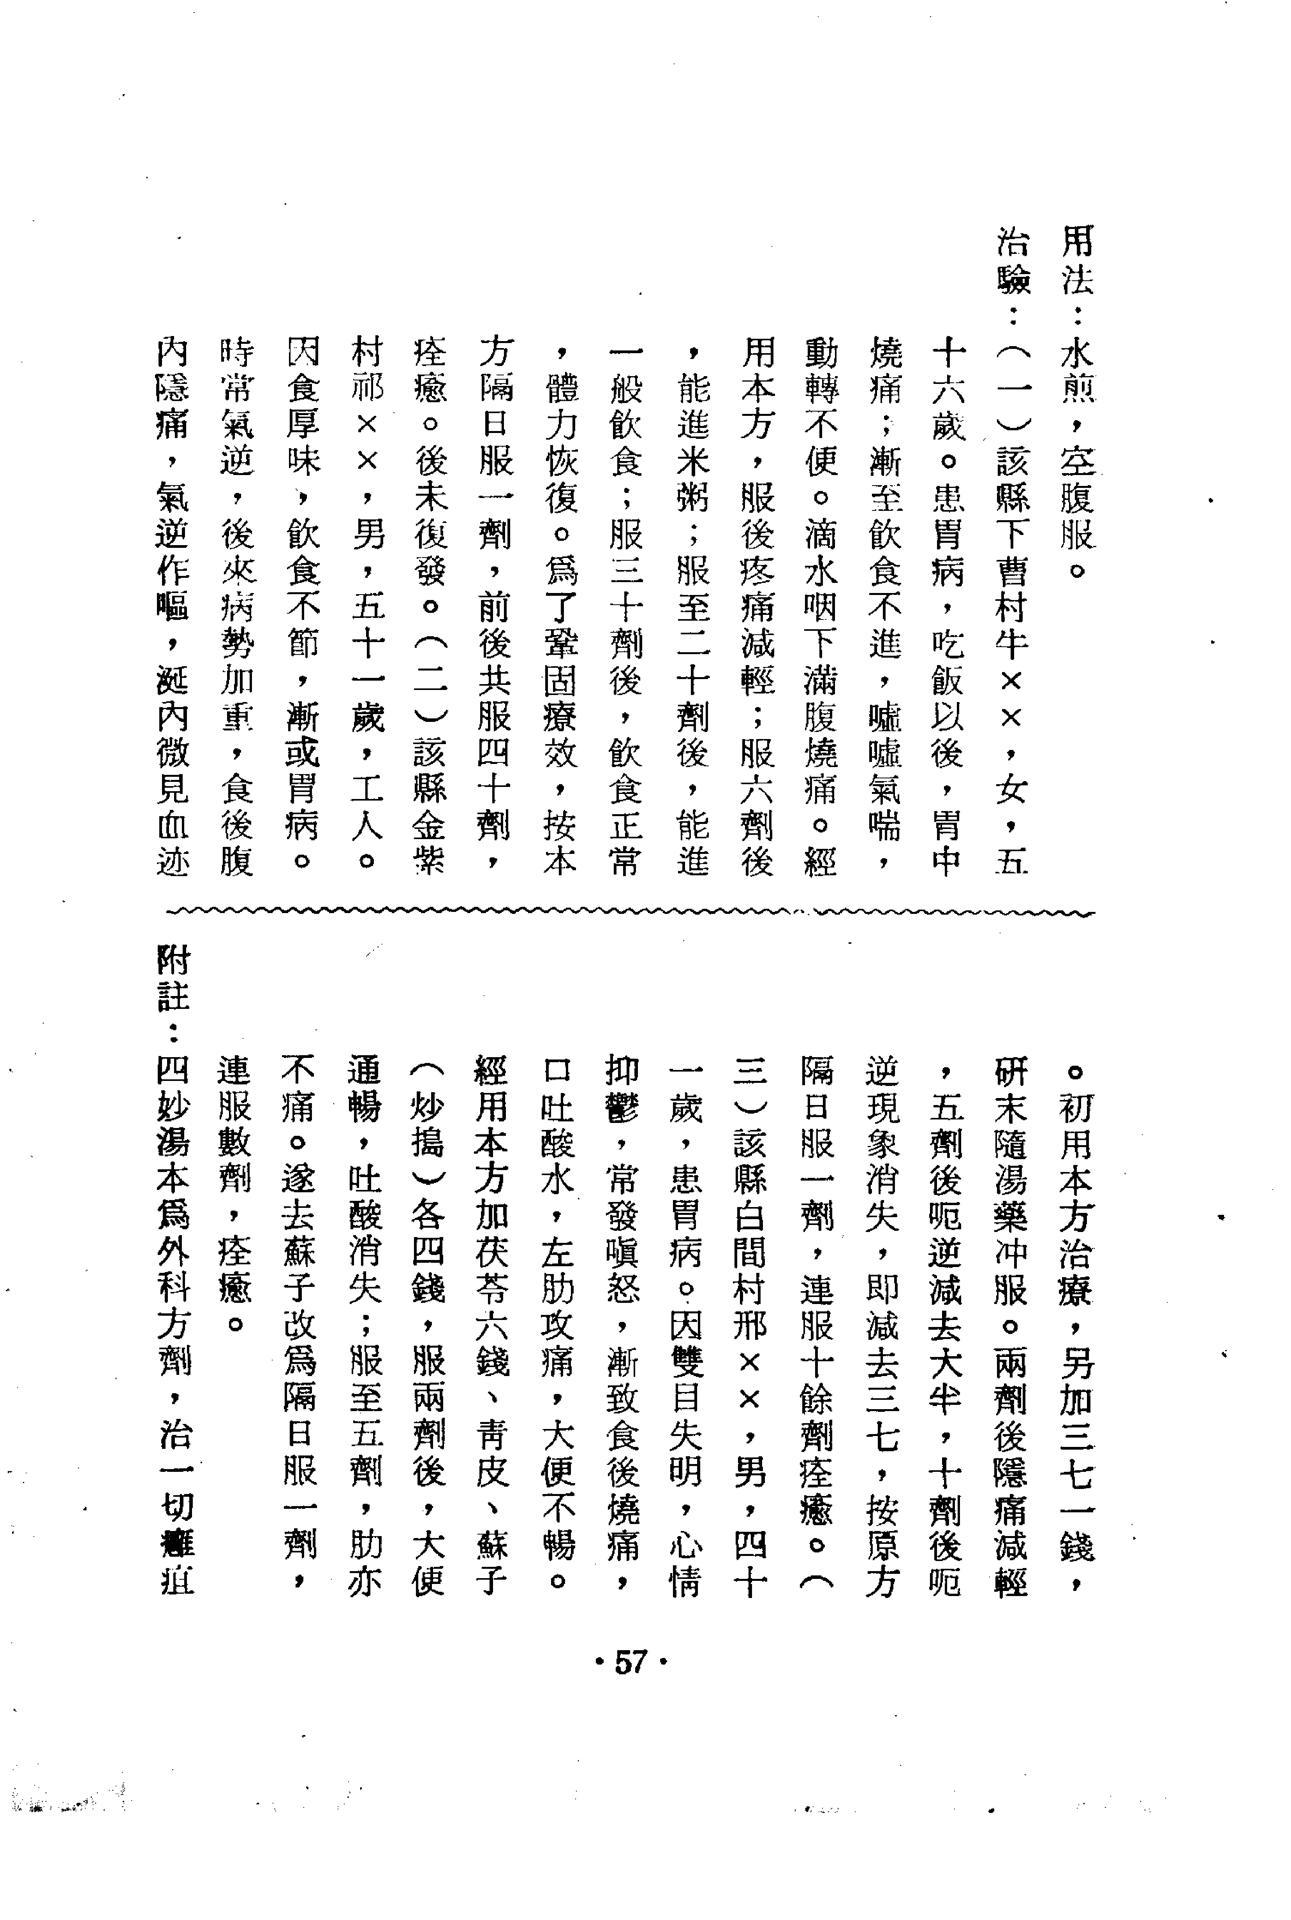 用法：水煎，空腹服。
治驗：（一）該縣下曹村牛××，女，五
十六歲。患胃病，吃飯以後，胃中
燒痛；漸至飲食不進，噓噓氣喘，
動轉不便。滴水咽下滿腹燒痛。經
用本方，服後疼痛減輕；服六劑後
，能進米粥；服至二十劑後，能進
一般飲食；服三十劑後，飲食正常
，體力恢復。爲了鞏固療效，按本
方隔日服一劑，前後共服四十劑，
痊癒。後未復發。（二）該縣金紫
村祁××，男，五十一歲，工人。
因食厚味，飲食不節，漸或胃病。
時常氣逆，後來病勢加重，食後腹
內隱痛，氣逆作嘔，涎內微見血迹
。初用本方治療，另加三七一錢，
研末隨湯藥冲服。兩劑後隱痛減輕
，五劑後呃逆減去大半，十劑後呃
逆現象消失，即減去三七，按原方
隔日服一劑，連服十餘劑痊癒。（
三）該縣白間村邢××，男，四十
一歲，患胃病。因雙目失明，心情
抑鬱，常發嗔怒，漸致食後燒痛，
口吐酸水，左肋攻痛，大便不暢。
經用本方加茯苓六錢、靑皮、蘇子
（炒搗）各四錢，服兩劑後，大便
通暢，吐酸消失；服至五劑，肋亦
不痛。遂去蘇子改爲隔日服一劑，
連服數劑，痊癒。
附註：四妙湯本爲外科方劑，治一切癰疽
•57•